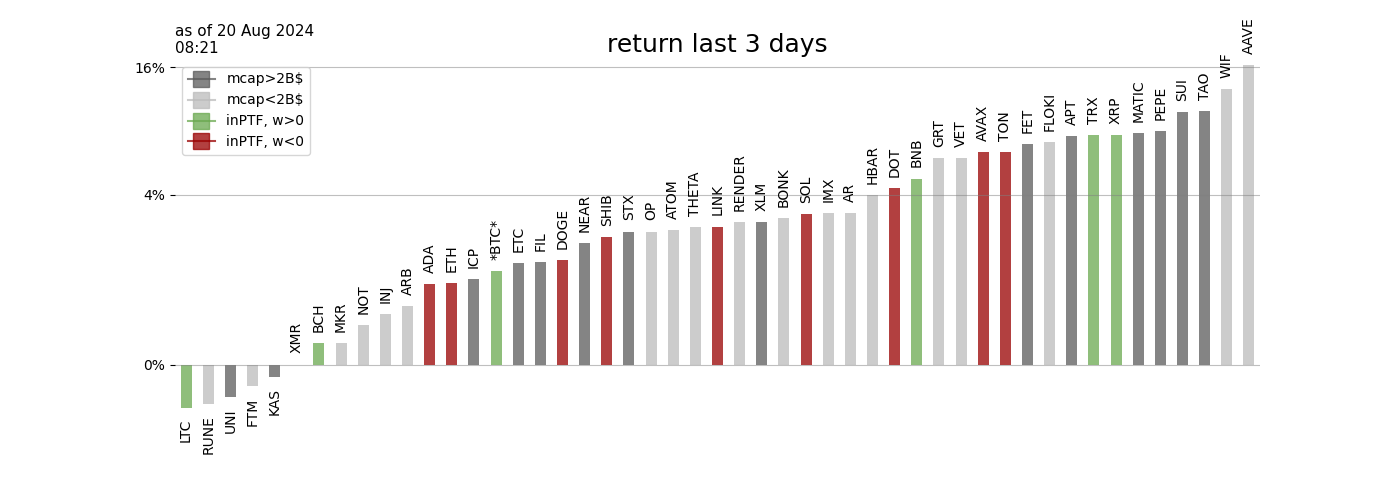 as of 20 Aug 2024
08:21
return last 3 days
16%
4%
0%
mcap>2B$
mcap<2B$
inPTF, w>0
inPTF, w<0
LTC
RUNE
UNI
FTM
KAS
XMR
BCH
MKR
NOT
INJ
ARB
ADA
ETH
ICP
*BTC*
ETC
FIL
DOGE
NEAR
SHIB
STX
OP
ATOM
THETA
LINK
RENDER
XLM
BONK
SOL
IMX
AR
HBAR
DOT
BNB
GRT
VET
AVAX
TON
FET
FLOKI
APT
TRX
XRP
MATIC
PEPE
SUI
TAO
WIF
AAVE